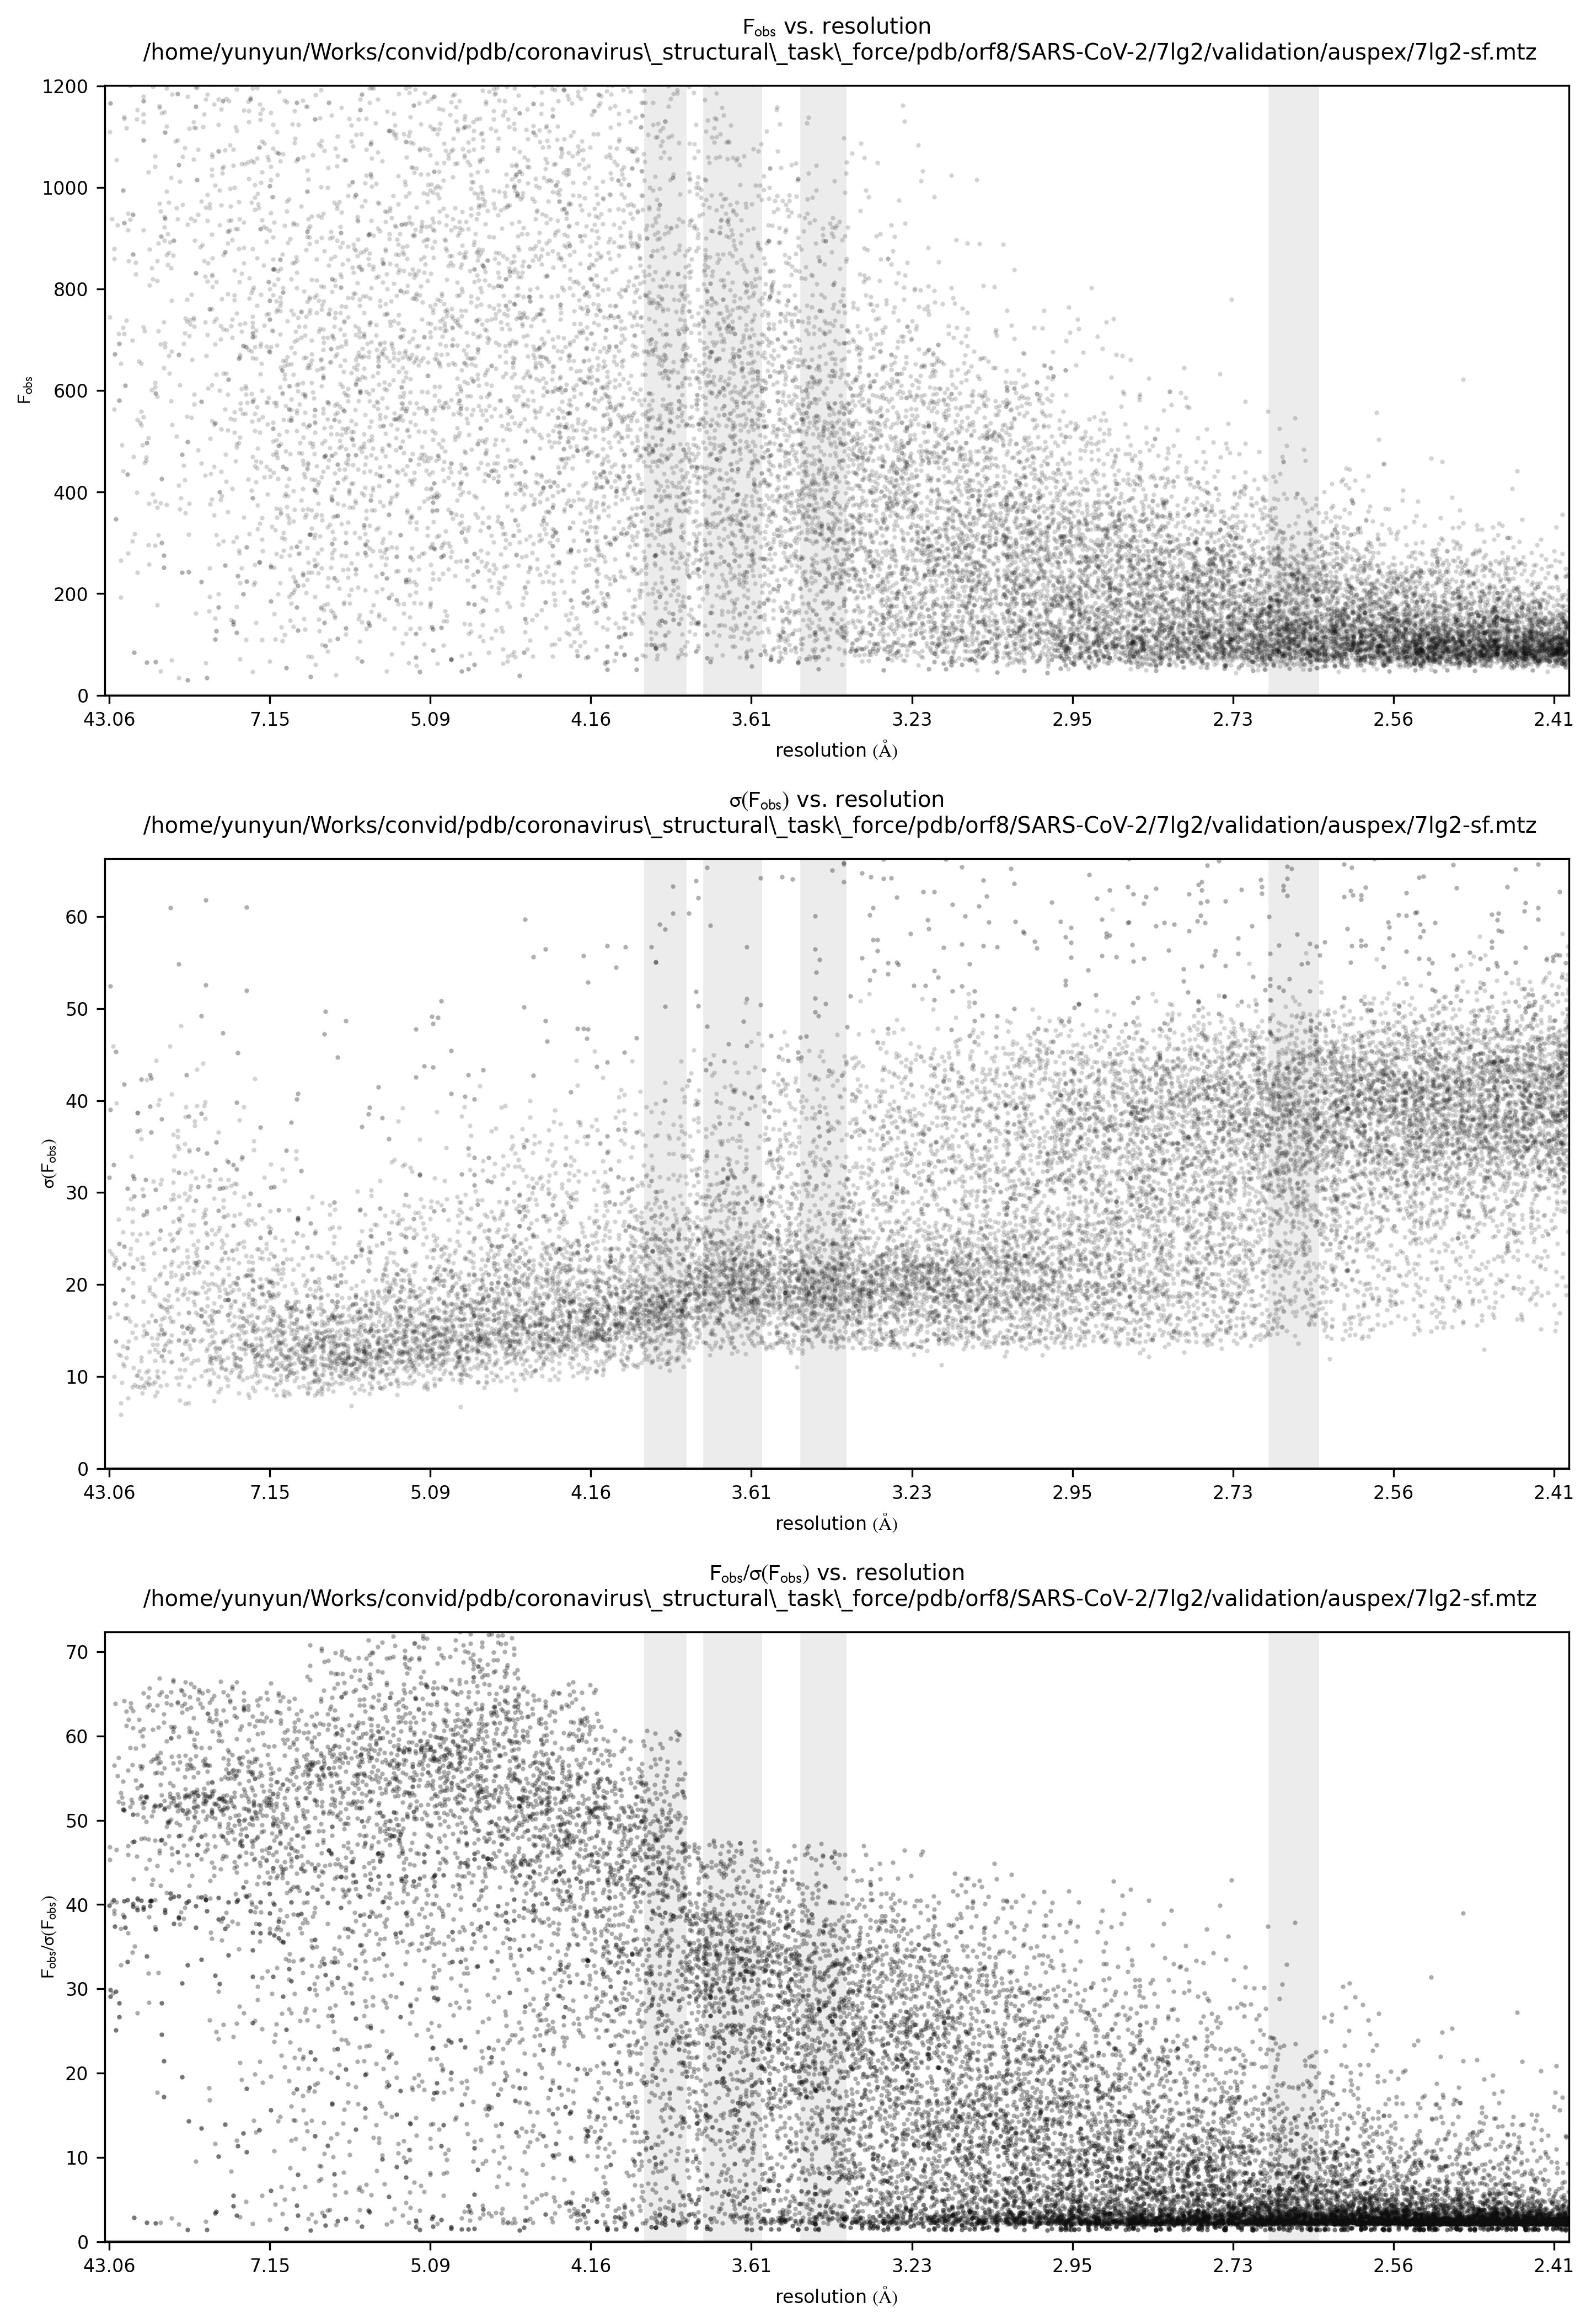 Fobs vs. resolution
/home/yunyun/Works/convid/pdb/coronavirus\_structural\_task\_force/pdb/orf8/SARS-CoV-2/7lg2/validation/auspex/7lg2-sf.mtz
1200
1000
800
600
400
200
0
Fobs
43.06 7.15 5.09 4.16 3.61 3.23 2.95 2.73 2.56 2.41
resolution (Å)
σ(Fobs) vs. resolution
/home/yunyun/Works/convid/pdb/coronavirus\_structural\_task\_force/pdb/orf8/SARS-CoV-2/7lg2/validation/auspex/7lg2-sf.mtz
60
50
40
30
20
10
0
σ(Fobs)
43.06 7.15 5.09 4.16 3.61 3.23 2.95 2.73 2.56 2.41
resolution (Å)
Fobs/σ(Fobs) vs. resolution
/home/yunyun/Works/convid/pdb/coronavirus\_structural\_task\_force/pdb/orf8/SARS-CoV-2/7lg2/validation/auspex/7lg2-sf.mtz
70
60
50
40
30
20
10
0
Fobs/σ(Fobs)
43.06 7.15 5.09 4.16 3.61 3.23 2.95 2.73 2.56 2.41
resolution (Å)